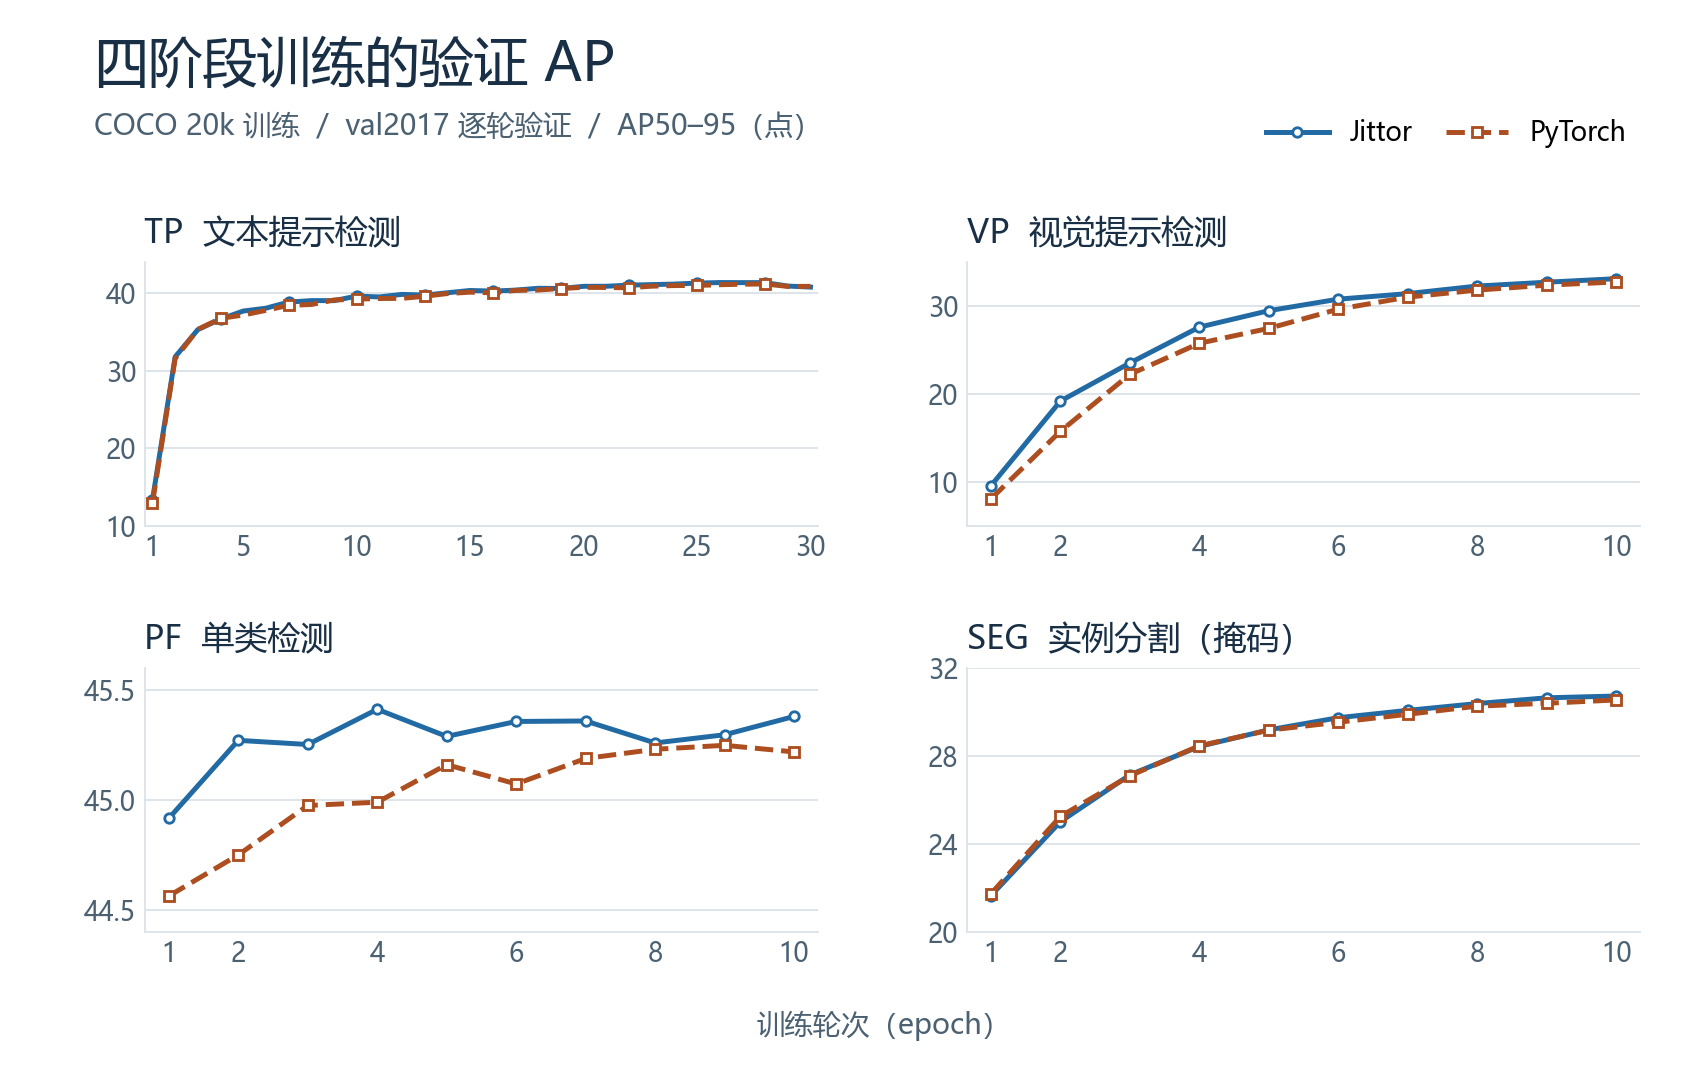 四阶段训练的验证 AP
COCO 20k 训练 / val2017 逐轮验证 / AP50–95（点）
Jittor PyTorch
TP 文本提示检测
40
30
20
10
1 5 10 15 20 25 30
VP 视觉提示检测
30
20
10
1 2 4 6 8 10
PF 单类检测
45.5
45.0
44.5
1 2 4 6 8 10
SEG 实例分割（掩码）
32
28
24
20
1 2 4 6 8 10
训练轮次（epoch）